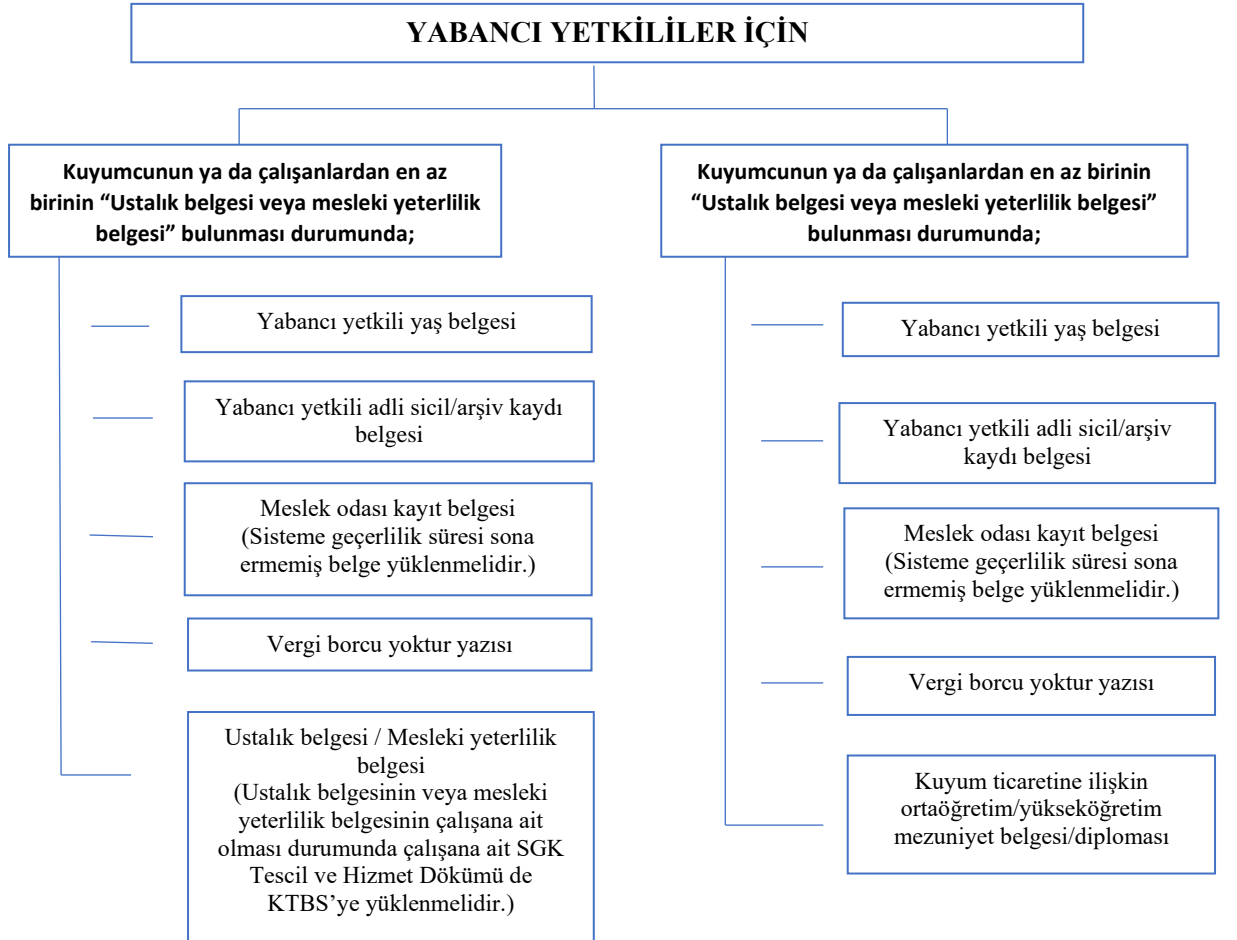 YABANCI YETKİLİLER İÇİN
Kuyumcunun ya da çalışanlardan en az
birinin “Ustalık belgesi veya mesleki yeterlilik
belgesi” bulunması durumunda;
Yabancı yetkili yaş belgesi
Yabancı yetkili adli sicil/arşiv kaydı
belgesi
Meslek odası kayıt belgesi
(Sisteme geçerlilik süresi sona
ermemiş belge yüklenmelidir.)
Vergi borcu yoktur yazısı
Ustalık belgesi / Mesleki yeterlilik
belgesi
(Ustalık belgesinin veya mesleki
yeterlilik belgesinin çalışana ait
olması durumunda çalışana ait SGK
Tescil ve Hizmet Dökümü de
KTBS’ye yüklenmelidir.)
Kuyumcunun ya da çalışanlardan en az birinin
“Ustalık belgesi veya mesleki yeterlilik belgesi”
bulunması durumunda;
Yabancı yetkili yaş belgesi
Yabancı yetkili adli sicil/arşiv
kaydı belgesi
Meslek odası kayıt belgesi
(Sisteme geçerlilik süresi sona
ermemiş belge yüklenmelidir.)
Vergi borcu yoktur yazısı
Kuyum ticaretine ilişkin
ortaöğretim/yükseköğretim
mezuniyet belgesi/diploması